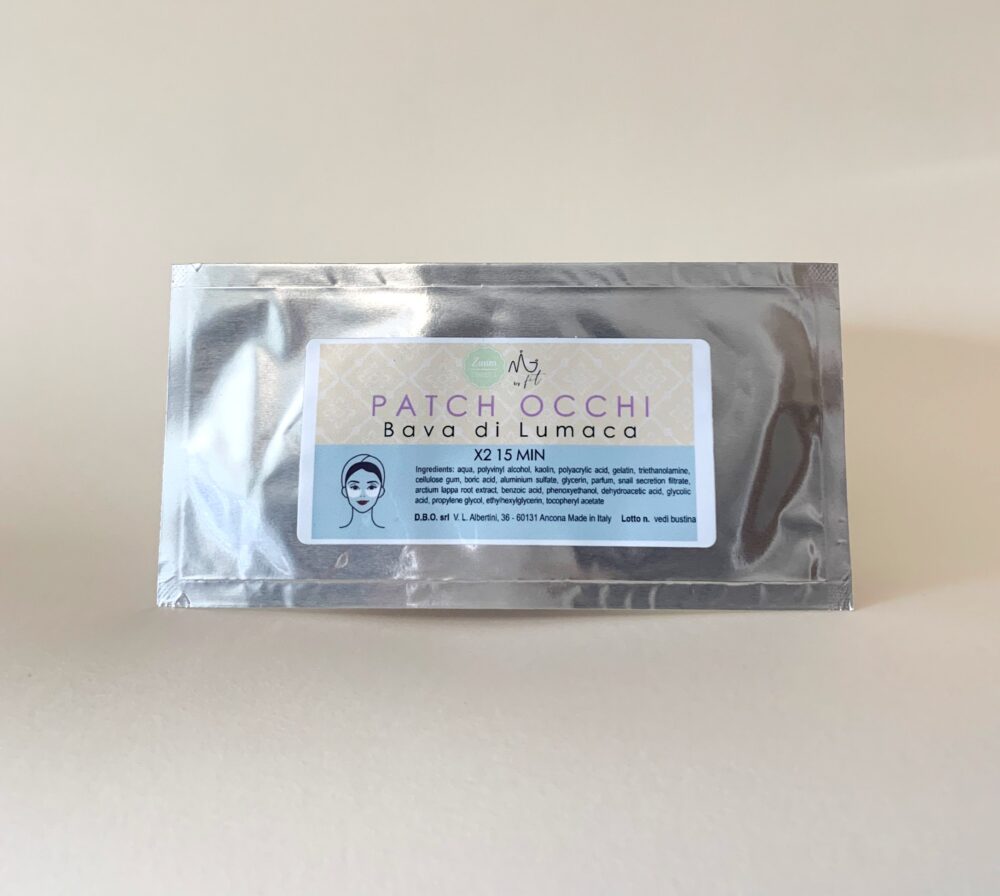 by fit
PATCH OCCHI
Bava di Lumaca
X2 15 MIN
Ingredients: aqua, polyvinyl alcohol, kaolin, polyacrylic acid, gelatin, triethanolamine,
cellulose gum, boric acid, aluminium sulfate, glycerin, parfum, snail secretion filtrate,
arctium lappa root extract, benzoic acid, phenoxyethanol, dehydroacetic acid, glycolic
acid, propylene glycol, ethylhexylglycerin, tocopheryl acetate
D.B.O. srl V. L. Albertini, 36 - 60131 Ancona Made in Italy Lotto n. vedi bustina